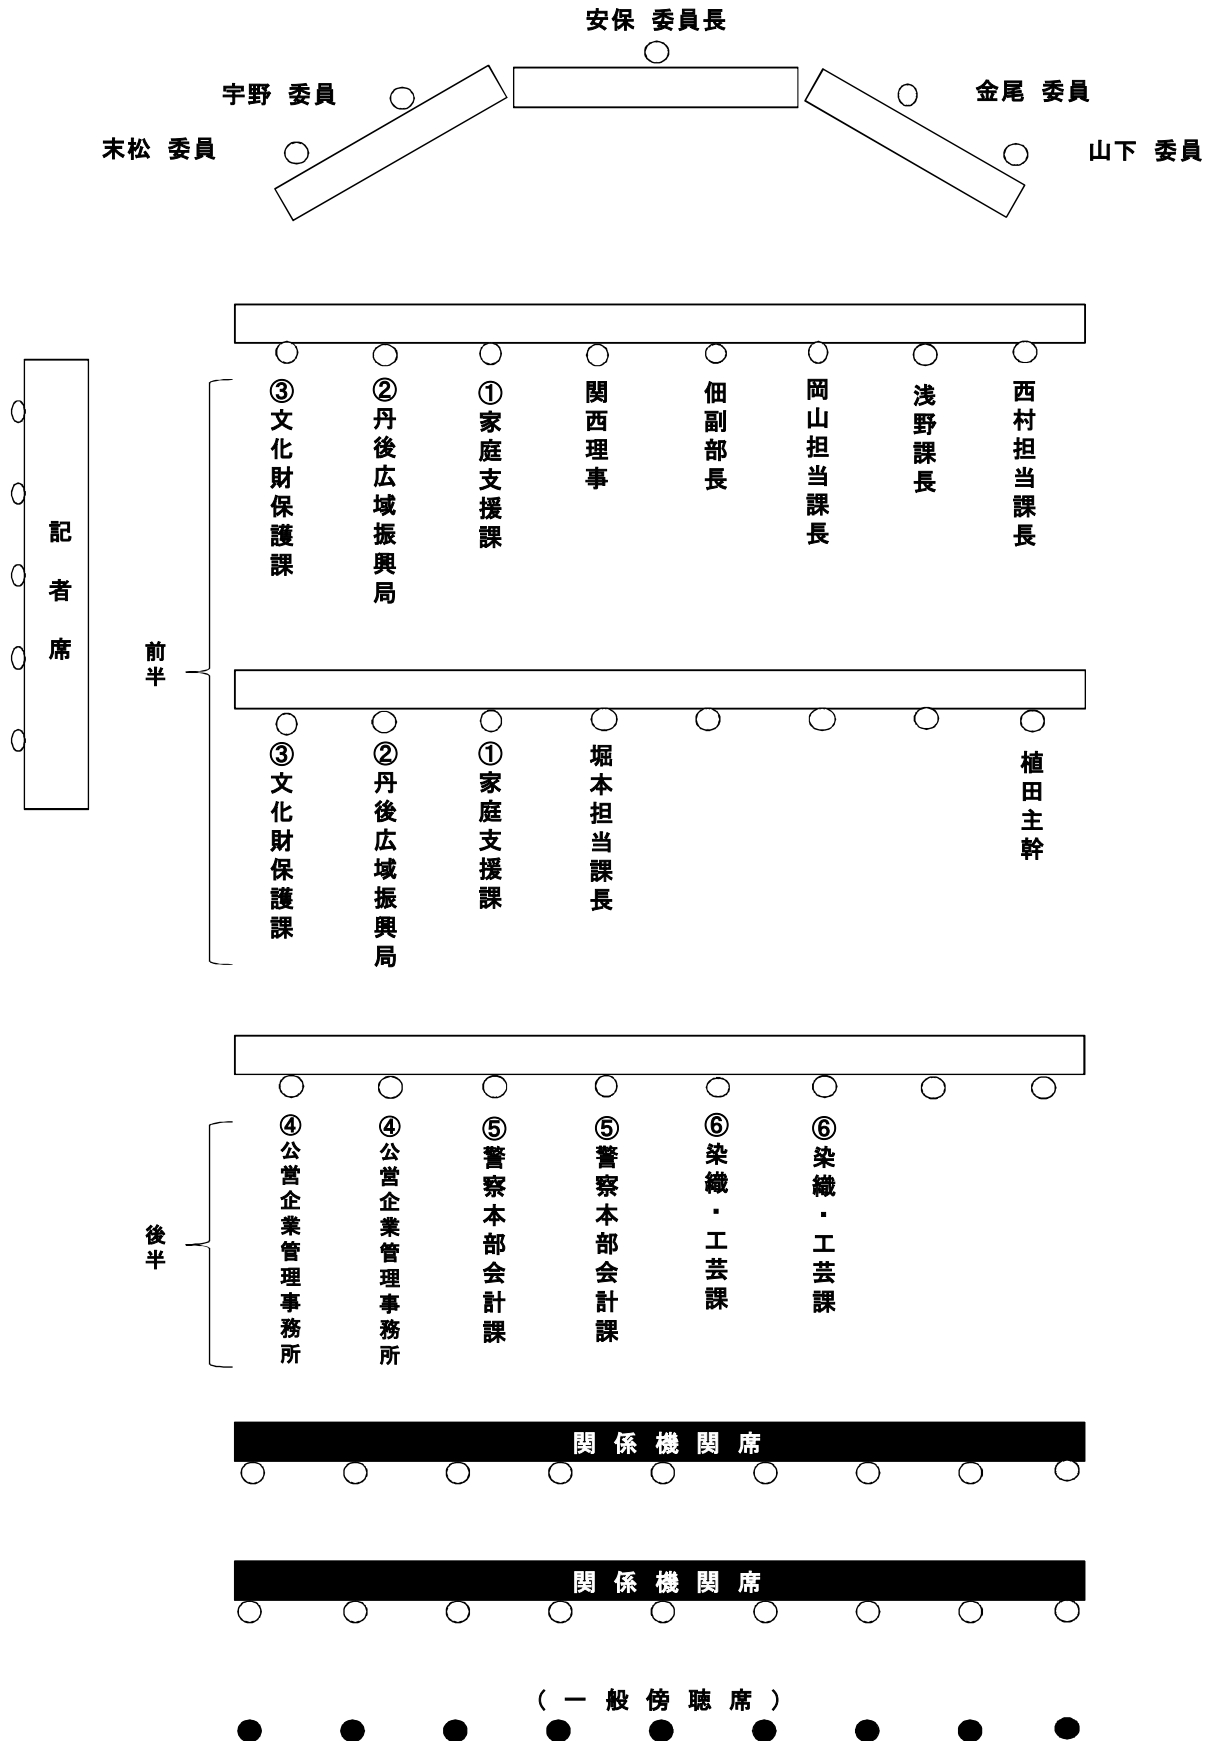 安保 委員長
宇野 委員
金尾 委員
末松 委員
山下 委員
記者席
前半
③文化財保護課
②丹後広域振興局
①家庭支援課
関西理事
佃副部長
岡山担当課長
浅野課長
西村担当課長
③文化財保護課
②丹後広域振興局
①家庭支援課
堀本担当課長
植田主幹
後半
④公営企業管理事務所
④公営企業管理事務所
⑤警察本部会計課
⑤警察本部会計課
⑥染織・工芸課
⑥染織・工芸課
関係機関席
関係機関席
(一般傍聴席)